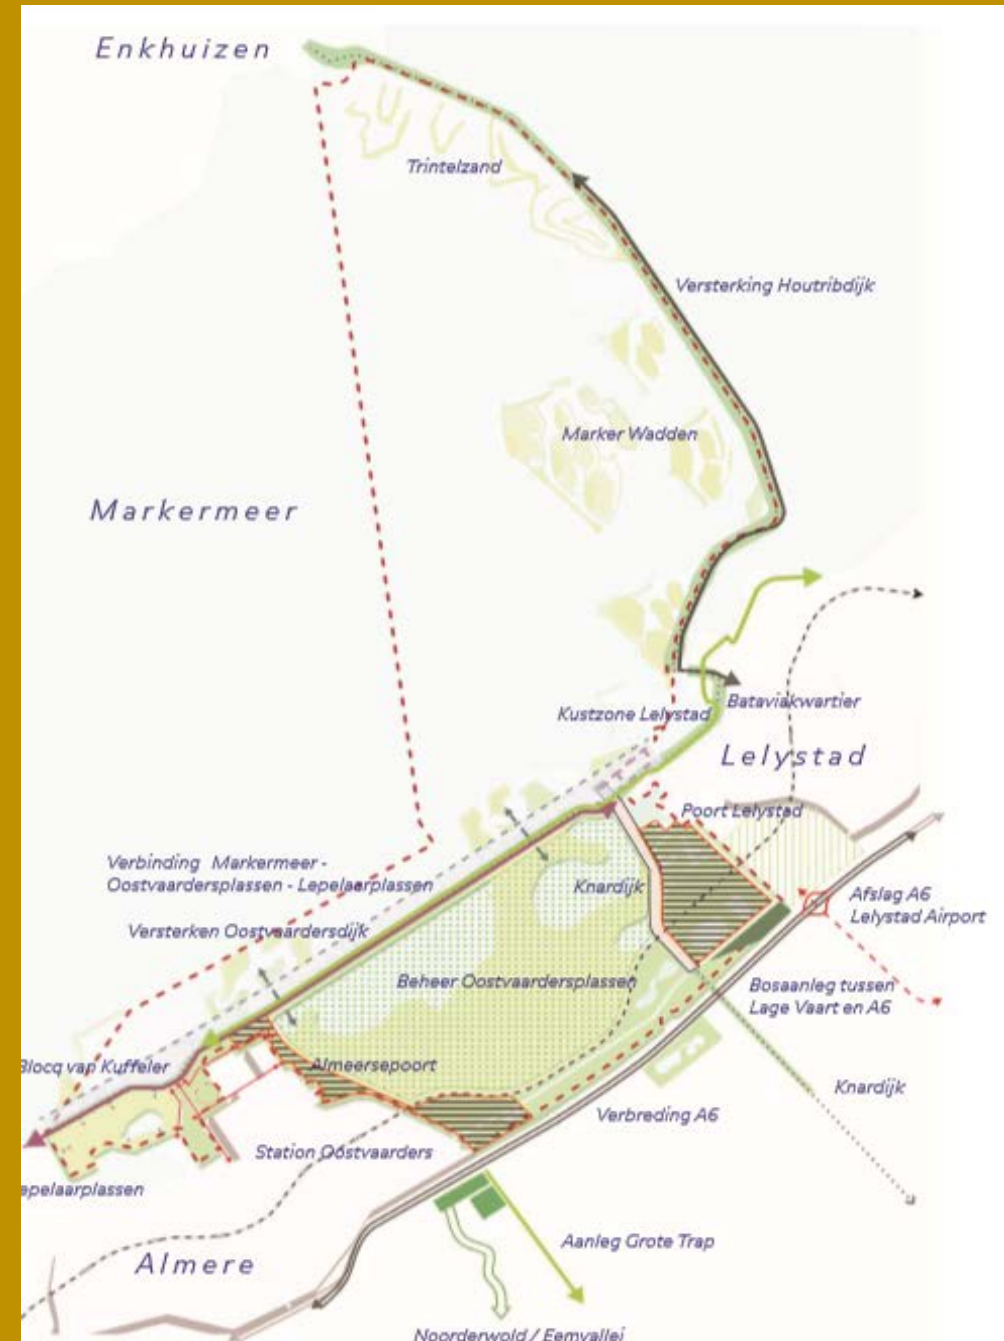 Enkhuizen
Trintelzand
Versterking Houtribdijk
Marker Wadden
Markermeer
Bataviakwartier
Kustzone Lelystad
Lelystad
Poort Lelystad
Verbinding Markermeer -
Oostvaardersplassen - Lepelaarplassen
Knardijk
Afslag A6
Lelystad Airport
Versterken Oostvaardersdijk
Beheer Oostvaardersplassen
Bosaanleg tussen
Lage Vaart en A6
Blocq van Kuffeler
Almeersepoort
Knardijk
Verbreding A6
Station Oostvaarders
epelaarplassen
Aanleg Grote Trap
Almere
Noorderwold / Eemvallei